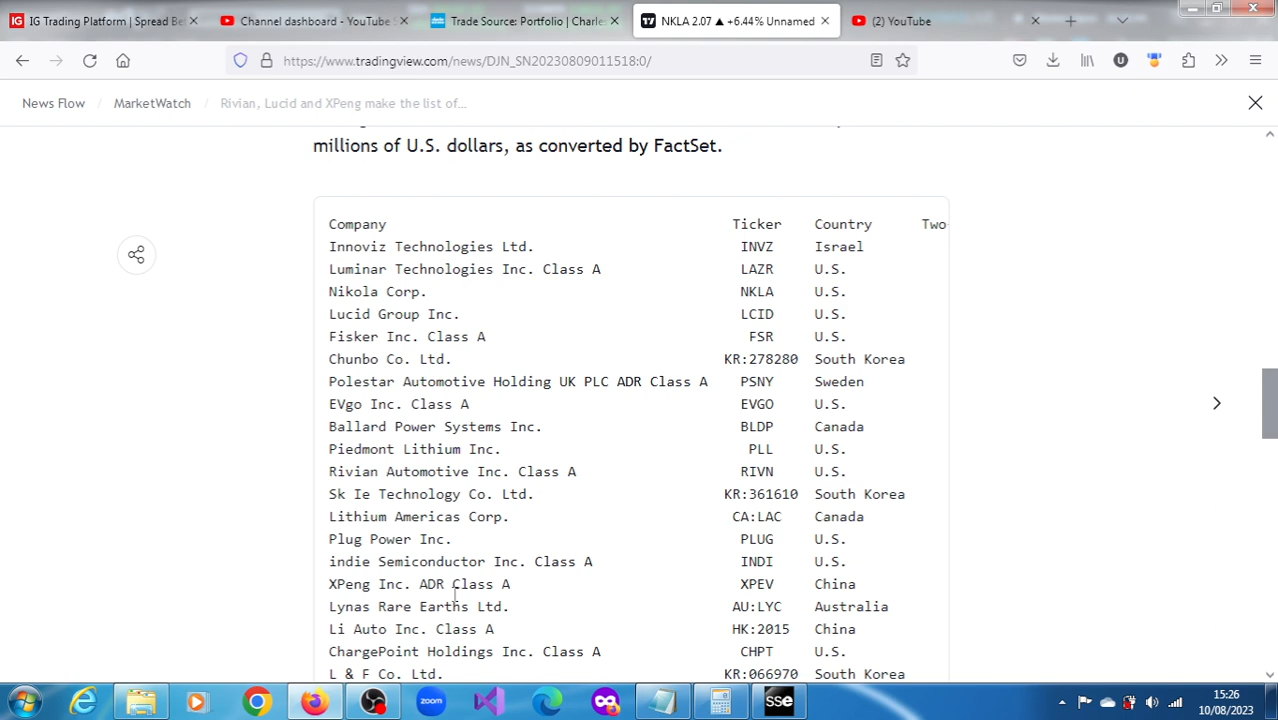 IG Trading Platform | Spread Be
Channel dashboard - YouTube S
Trade Source: Portfolio | Charle
NKLA 2.07 ▲ +6.44% Unnamed
(2) YouTube
https://www.tradingview.com/news/DJN_SN20230809011518:0/
News Flow / MarketWatch / Rivian, Lucid and XPeng make the list of...
millions of U.S. dollars, as converted by FactSet.
Company Ticker Country Two-
Innoviz Technologies Ltd. INVZ Israel
Luminar Technologies Inc. Class A LAZR U.S.
Nikola Corp. NKLA U.S.
Lucid Group Inc. LCID U.S.
Fisker Inc. Class A FSR U.S.
Chunbo Co. Ltd. KR:278280 South Korea
Polestar Automotive Holding UK PLC ADR Class A PSNY Sweden
EVgo Inc. Class A EVGO U.S.
Ballard Power Systems Inc. BLDP Canada
Piedmont Lithium Inc. PLL U.S.
Rivian Automotive Inc. Class A RIVN U.S.
Sk Ie Technology Co. Ltd. KR:361610 South Korea
Lithium Americas Corp. CA:LAC Canada
Plug Power Inc. PLUG U.S.
indie Semiconductor Inc. Class A INDI U.S.
XPeng Inc. ADR Class A XPEV China
Lynas Rare Earths Ltd. AU:LYC Australia
Li Auto Inc. Class A HK:2015 China
ChargePoint Holdings Inc. Class A CHPT U.S.
L & F Co. Ltd. KR:066970 South Korea
zoom
SSE
15:26
10/08/2023